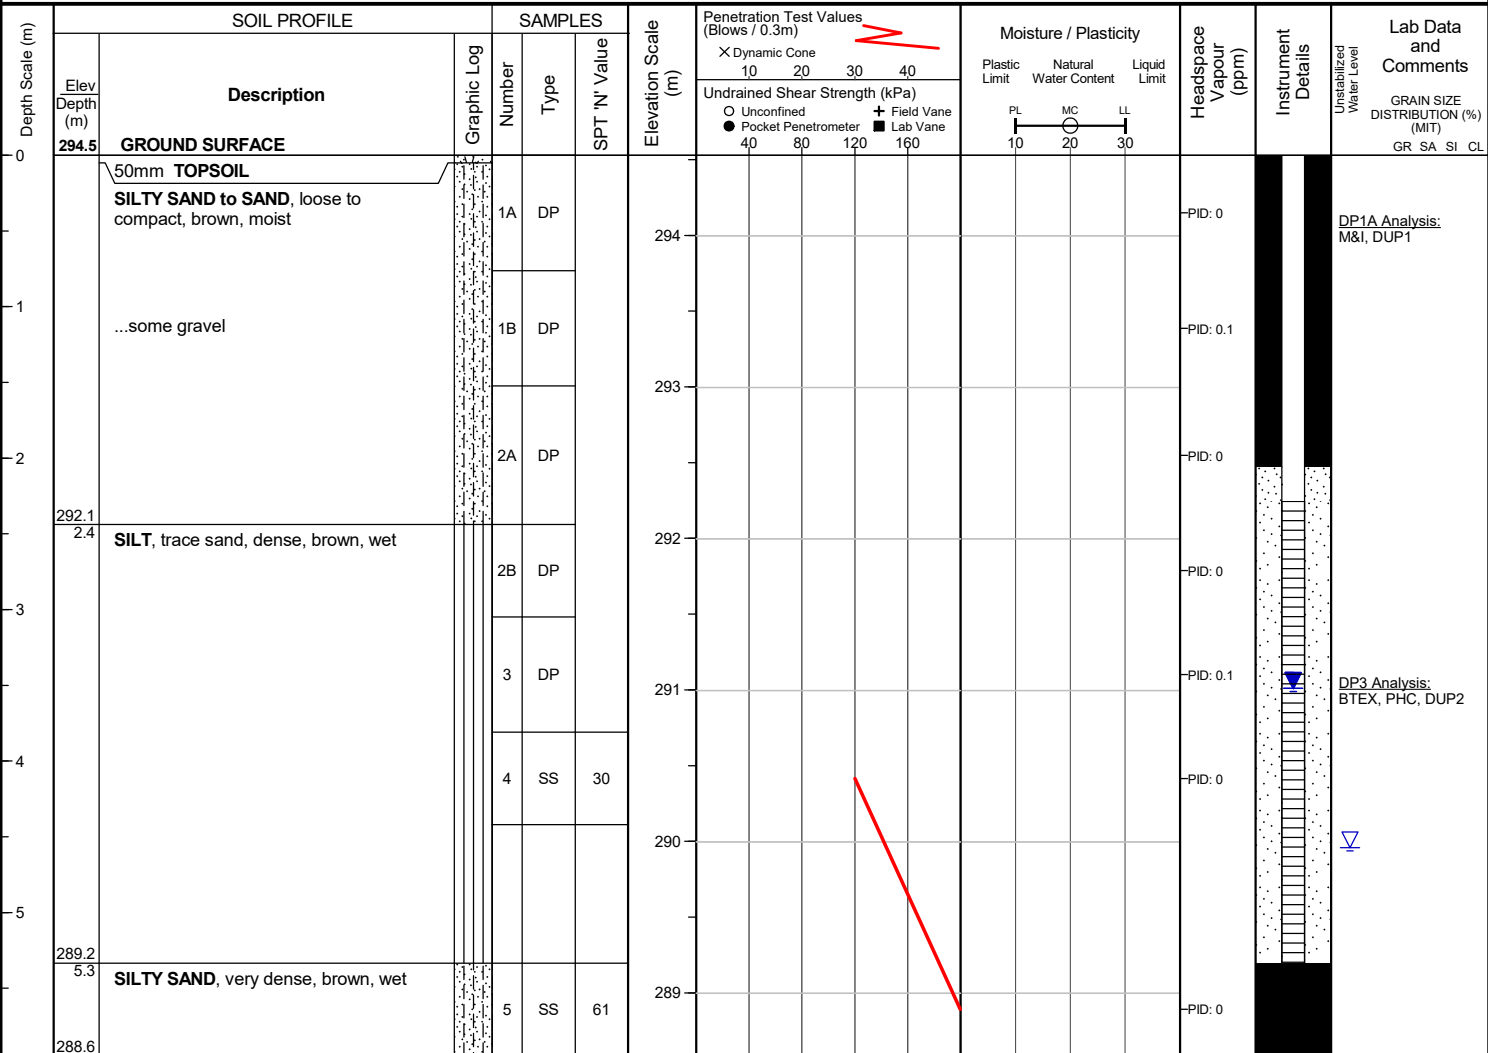 SOIL PROFILE
SAMPLES
Depth Scale (m)
Elev
Depth
(m)
294.5
Description
GROUND SURFACE
Graphic Log
Number
Type
SPT 'N' Value
Elevation Scale
(m)
Penetration Test Values
(Blows / 0.3m)
Dynamic Cone
10 20 30 40
Undrained Shear Strength (kPa)
Unconfined
Field Vane
Pocket Penetrometer
Lab Vane
40 80 120 160
Moisture / Plasticity
Plastic
Limit
Natural
Water Content
Liquid
Limit
PL MC LL
10 20 30
Headspace
Vapour
(ppm)
Instrument
Details
Unstabilized
Water Level
Lab Data
and
Comments
GRAIN SIZE
DISTRIBUTION (%)
(MIT)
GR SA SI CL
0
50mm TOPSOIL
SILTY SAND to SAND, loose to
compact, brown, moist
1A DP
PID: 0
DP1A Analysis:
M&I, DUP1
294
1
...some gravel
1B DP
PID: 0.1
293
2
2A DP
PID: 0
292.1
2.4
SILT, trace sand, dense, brown, wet
292
2B DP
PID: 0
3
3 DP
PID: 0.1
291
DP3 Analysis:
BTEX, PHC, DUP2
4
4 SS 30
PID: 0
290
5
289.2
5.3
SILTY SAND, very dense, brown, wet
289
5 SS 61
PID: 0
288.6